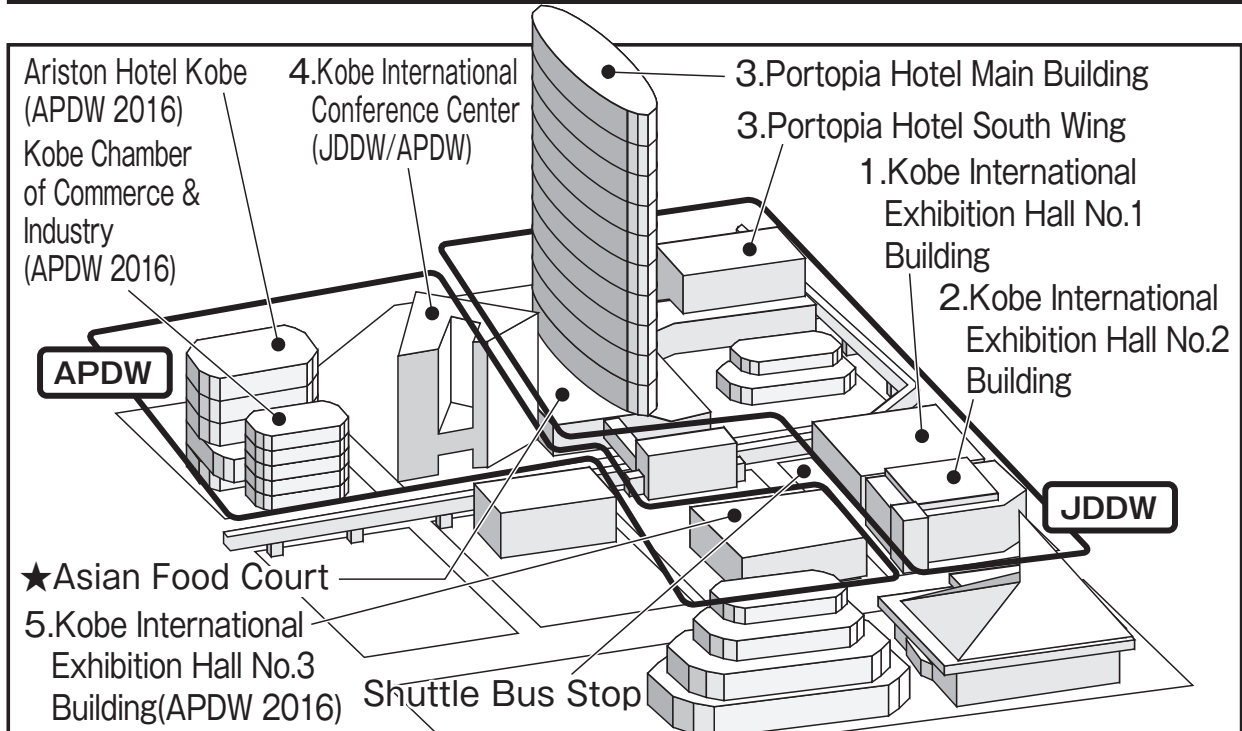 Ariston Hotel Kobe
(APDW 2016)
Kobe Chamber
of Commerce &
Industry
(APDW 2016)
4.Kobe International
Conference Center
(JDDW/APDW)
3.Portopia Hotel Main Building
3.Portopia Hotel South Wing
1.Kobe International
Exhibition Hall No.1
Building
2.Kobe International
Exhibition Hall No.2
Building
APDW
JDDW
★Asian Food Court
5.Kobe International
Exhibition Hall No.3
Building(APDW 2016)
Shuttle Bus Stop